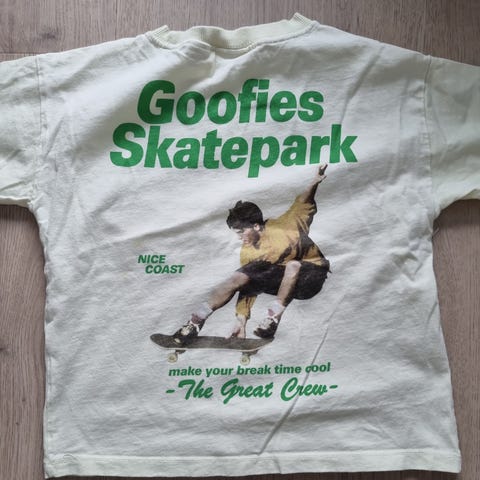 Goofies
Skatepark
NICE
COAST
make your break time cool
-The Great Crew-